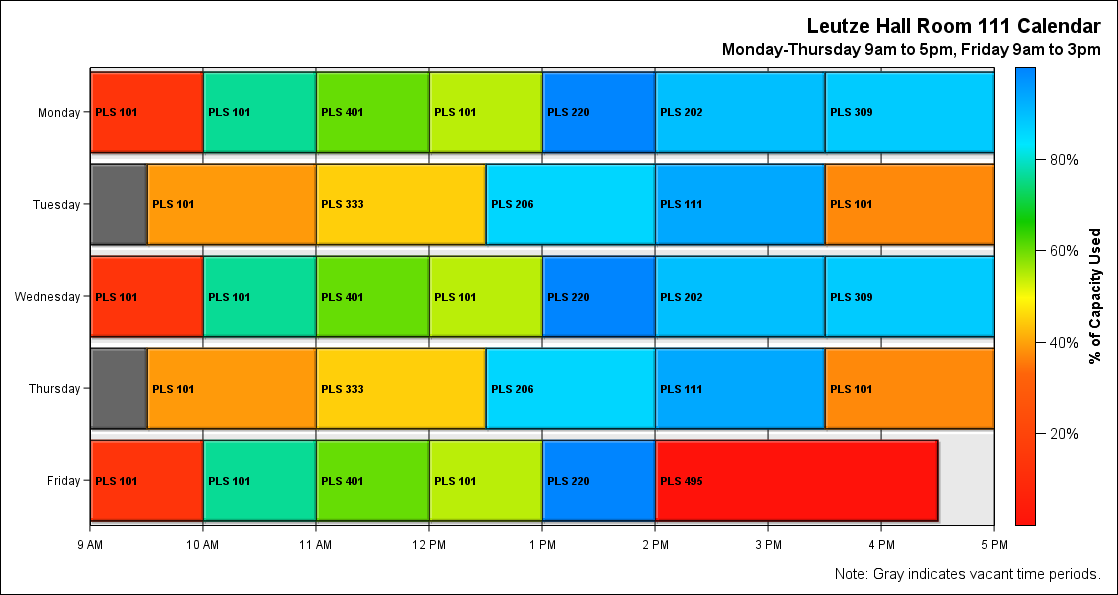 Leutze Hall Room 111 Calendar
Monday-Thursday 9am to 5pm, Friday 9am to 3pm
Monday
PLS 101
PLS 101
PLS 401
PLS 101
PLS 220
PLS 202
PLS 309
Tuesday
PLS 101
PLS 333
PLS 206
PLS 111
PLS 101
Wednesday
PLS 101
PLS 101
PLS 401
PLS 101
PLS 220
PLS 202
PLS 309
Thursday
PLS 101
PLS 333
PLS 206
PLS 111
PLS 101
Friday
PLS 101
PLS 101
PLS 401
PLS 101
PLS 220
PLS 495
9 AM
10 AM
11 AM
12 PM
1 PM
2 PM
3 PM
4 PM
5 PM
80%
60%
40%
20%
% of Capacity Used
Note: Gray indicates vacant time periods.